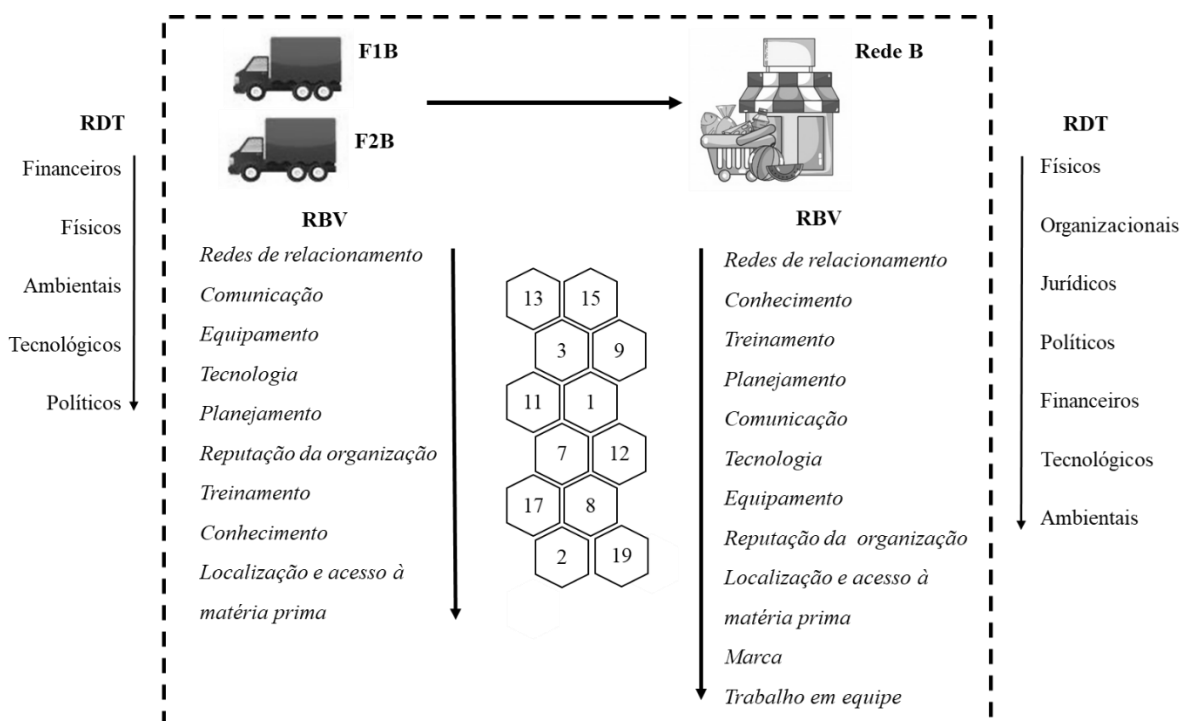 F1B
F2B
Rede B
RDT
Financeiros
Físicos
Ambientais
Tecnológicos
Políticos
RBV
Redes de relacionamento
Comunicação
Equipamento
Tecnologia
Planejamento
Reputação da organização
Treinamento
Conhecimento
Localização e acesso à
matéria prima
13 15
3 9
11 1
7 12
17 8
2 19
RBV
Redes de relacionamento
Conhecimento
Treinamento
Planejamento
Comunicação
Tecnologia
Equipamento
Reputação da organização
Localização e acesso à
matéria prima
Marca
Trabalho em equipe
RDT
Físicos
Organizacionais
Jurídicos
Políticos
Financeiros
Tecnológicos
Ambientais